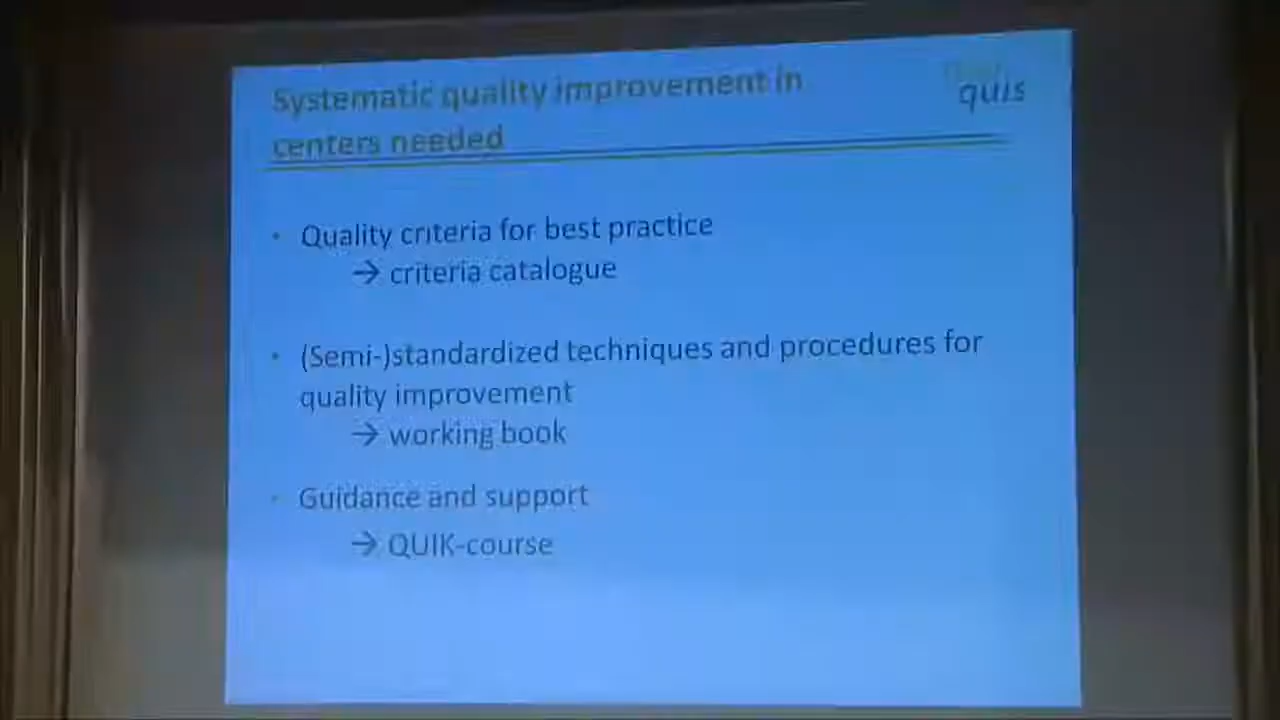 Systematic quality improvement in
centers needed
quis
• Quality criteria for best practice
→ criteria catalogue
• (Semi-)standardized techniques and procedures for
quality improvement
→ working book
• Guidance and support
→ QUIK-course